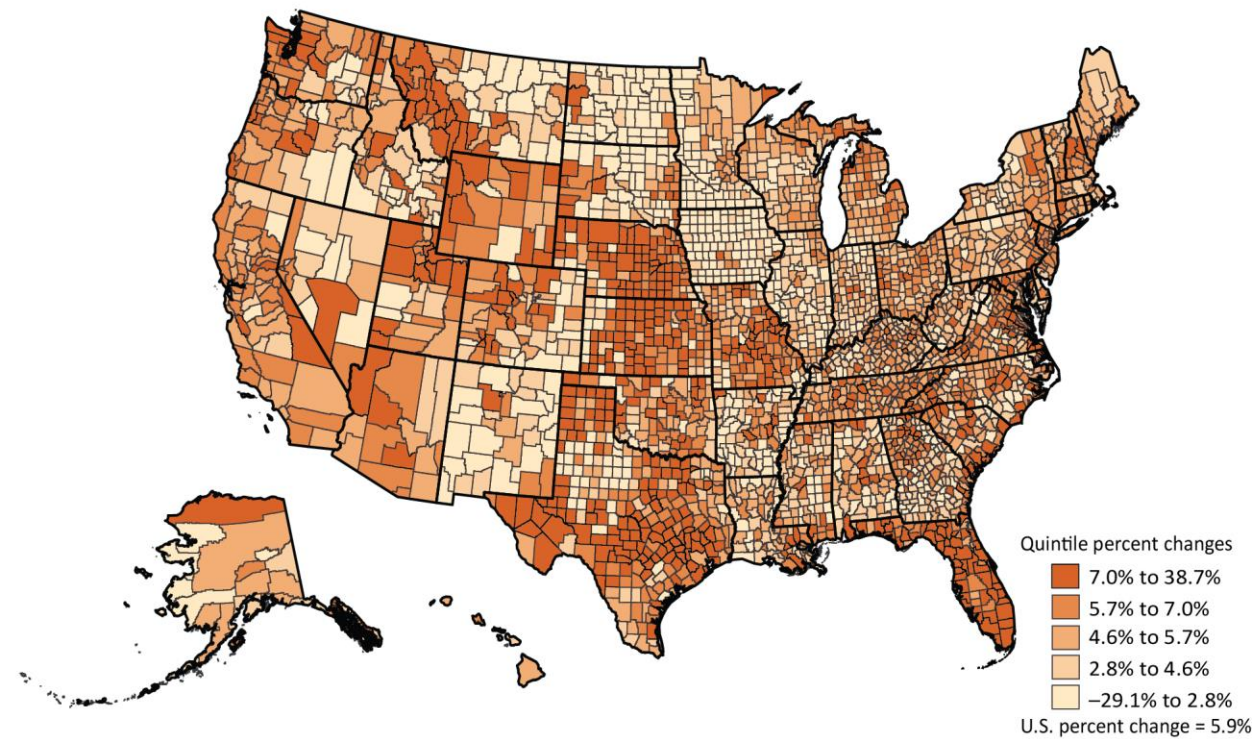 Quintile percent changes
7.0% to 38.7%
5.7% to 7.0%
4.6% to 5.7%
2.8% to 4.6%
–29.1% to 2.8%
U.S. percent change = 5.9%